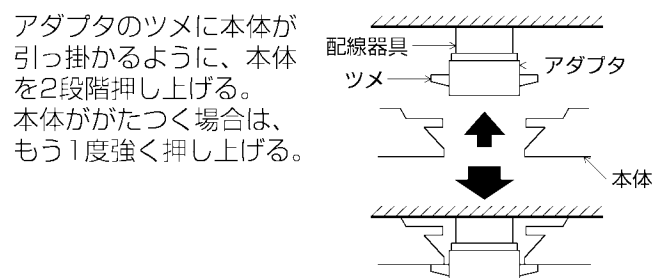 アダプタのツメに本体が
引っ掛かるように、本体
を2段階押し上げる。
本体ががたつく場合は、
もう1度強く押し上げる。
配線器具
アダプタ
ツメ
本体